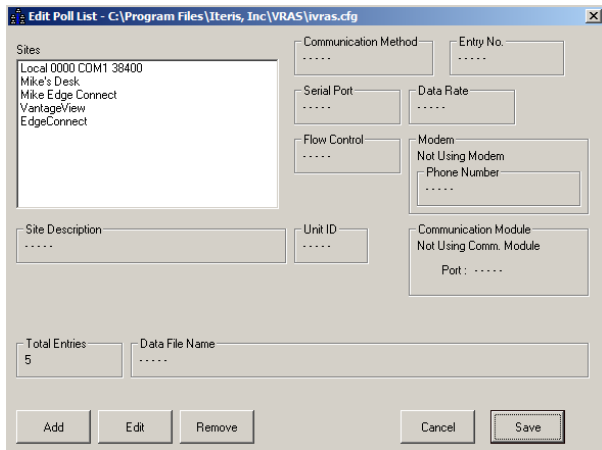 Edit Poll List - C:\Program Files\Iteris, Inc\VRAS\ivras.cfg
Sites
Local 0000 COM1 38400
Mike's Desk
Mike Edge Connect
VantageView
EdgeConnect
Communication Method
-----
Entry No.
-----
Serial Port
-----
Data Rate
-----
Flow Control
-----
Modem
Not Using Modem
Phone Number
-----
Site Description
-----
Unit ID
-----
Communication Module
Not Using Comm. Module
Port : -----
Total Entries
5
Data File Name
-----
Add
Edit
Remove
Cancel
Save